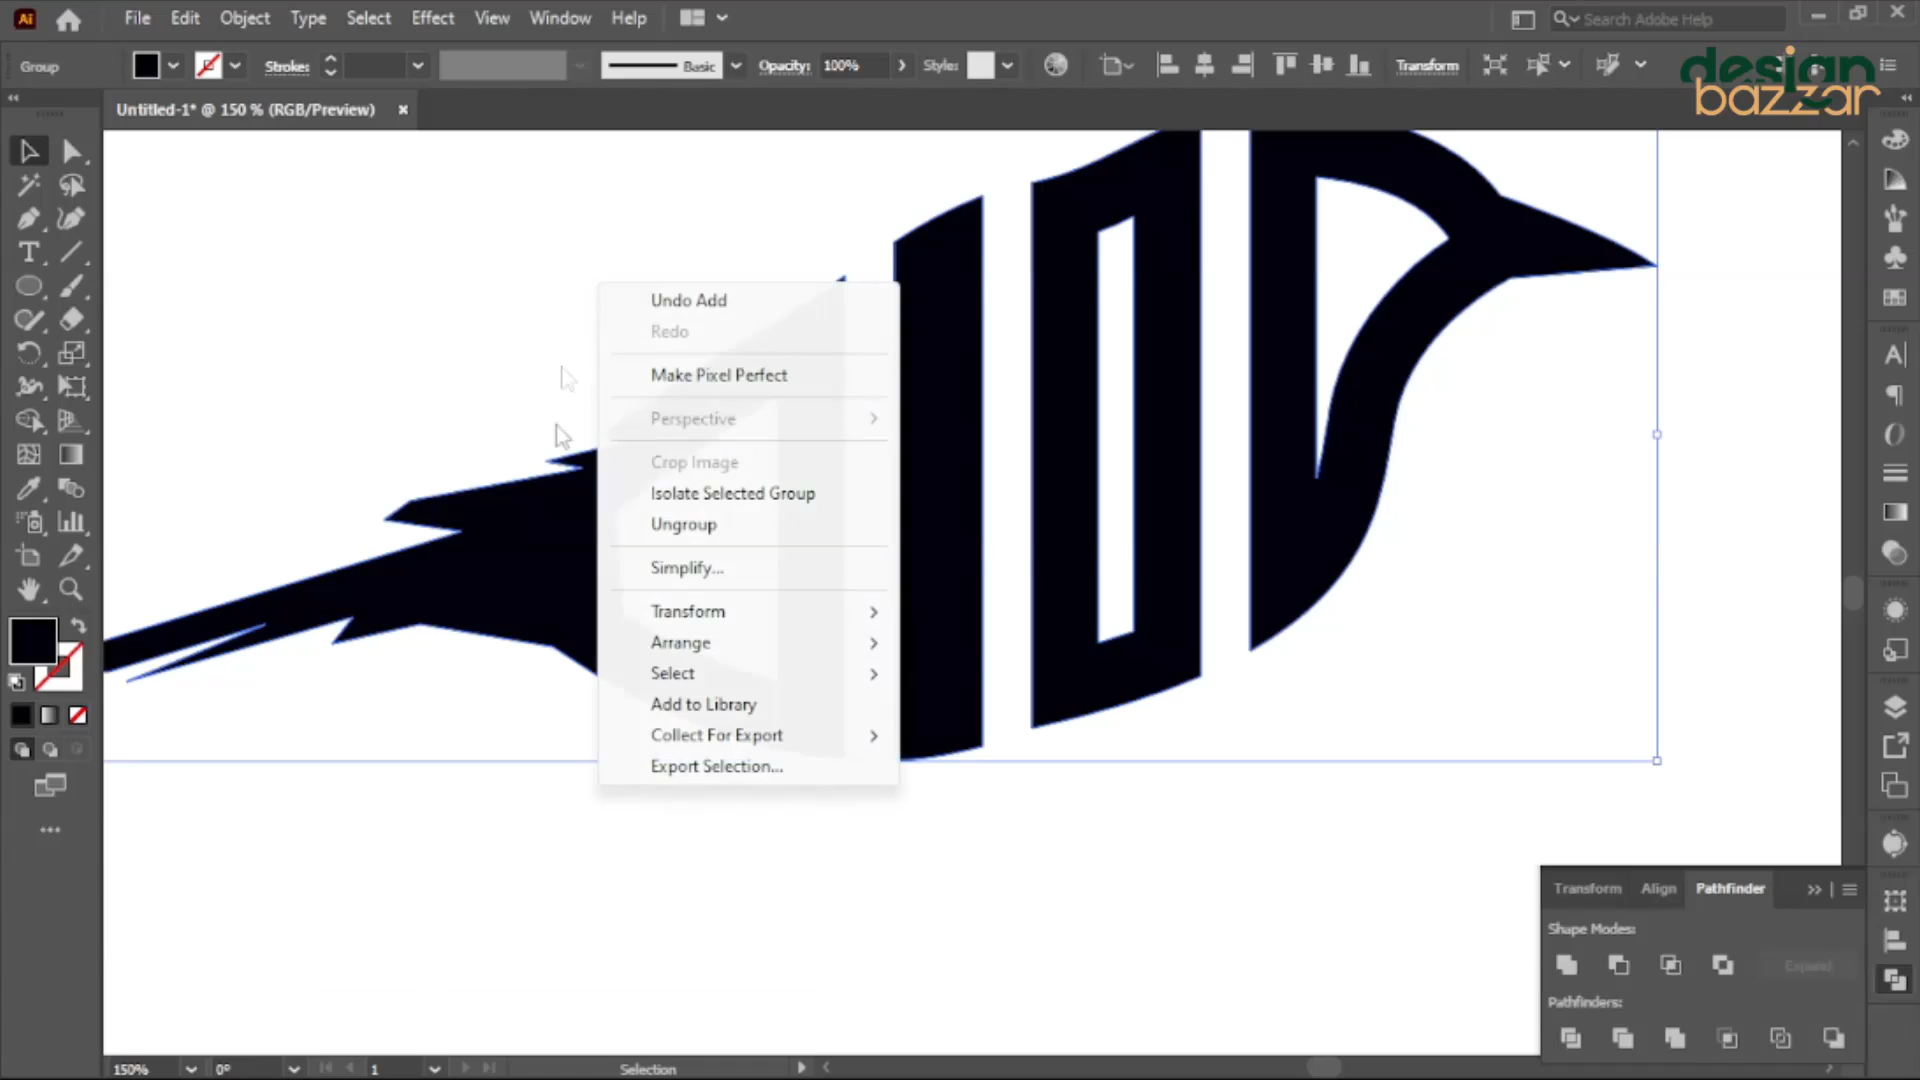 Ai File Edit Object Type Select Effect View Window Help Search Adobe Help
Group Stroke: Basic Opacity: 100% Style: Transform
design
bazzar
Untitled-1* @ 150 % (RGB/Preview)
Undo Add
Redo
Make Pixel Perfect
Perspective
Crop Image
Isolate Selected Group
Ungroup
Simplify...
Transform
Arrange
Select
Add to Library
Collect For Export
Export Selection...
Transform Align Pathfinder
Shape Modes:
Expand
Pathfinders:
150% 0° 1 Selection